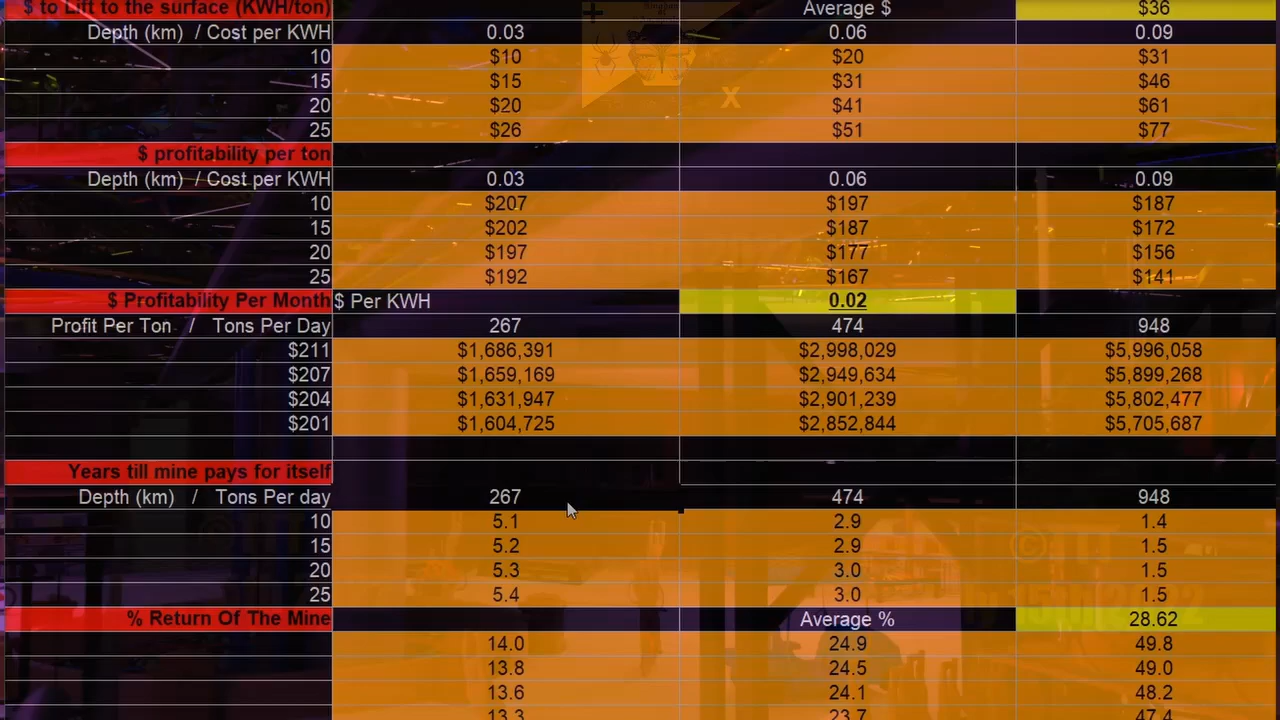 $ to Lift to the surface (KWH/ton) Average $ $36
Depth (km) / Cost per KWH 0.03 0.06 0.09
10 $10 $20 $31
15 $15 $31 $46
20 $20 $41 $61
25 $26 $51 $77
$ profitability per ton
Depth (km) / Cost per KWH 0.03 0.06 0.09
10 $207 $197 $187
15 $202 $187 $172
20 $197 $177 $156
25 $192 $167 $141
$ Profitability Per Month $ Per KWH 0.02
Profit Per Ton / Tons Per Day 267 474 948
$211 $1,686,391 $2,998,029 $5,996,058
$207 $1,659,169 $2,949,634 $5,899,268
$204 $1,631,947 $2,901,239 $5,802,477
$201 $1,604,725 $2,852,844 $5,705,687
Years till mine pays for itself
Depth (km) / Tons Per day 267 474 948
10 5.1 2.9 1.4
15 5.2 2.9 1.5
20 5.3 3.0 1.5
25 5.4 3.0 1.5
% Return Of The Mine Average % 28.62
14.0 24.9 49.8
13.8 24.5 49.0
13.6 24.1 48.2
13.3 23.7 47.4